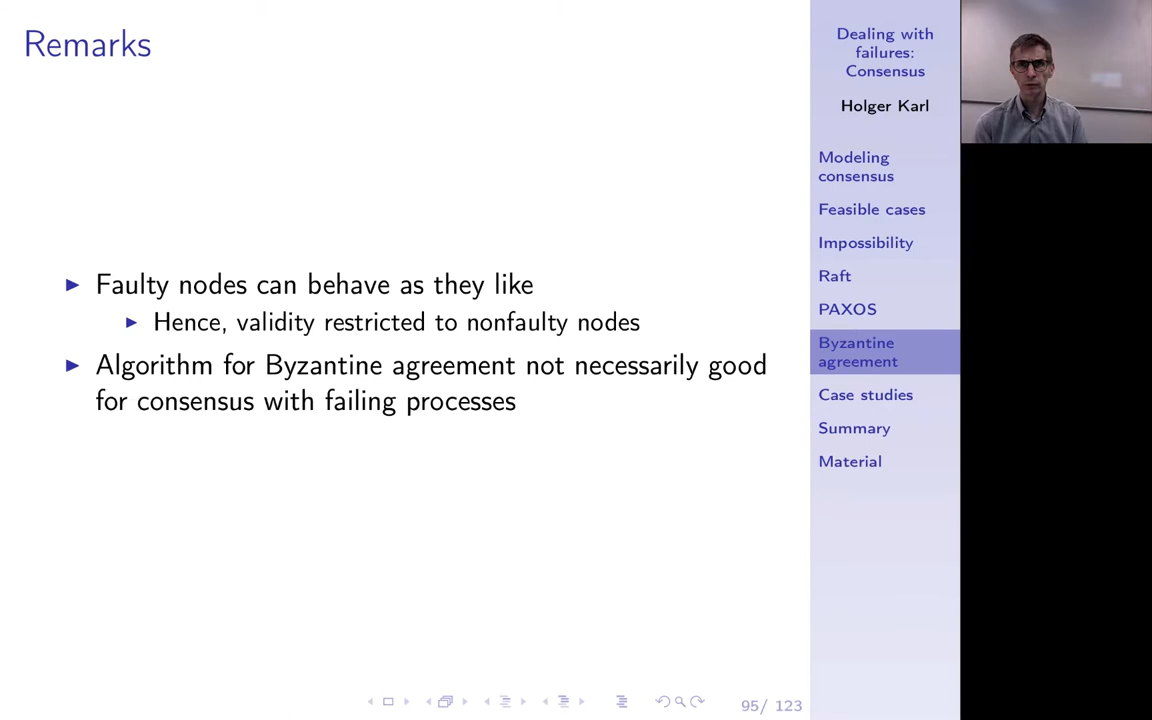 Remarks
Faulty nodes can behave as they like
Hence, validity restricted to nonfaulty nodes
Algorithm for Byzantine agreement not necessarily good
for consensus with failing processes
Dealing with
failures:
Consensus
Holger Karl
Modeling
consensus
Feasible cases
Impossibility
Raft
PAXOS
Byzantine
agreement
Case studies
Summary
Material
95/ 123